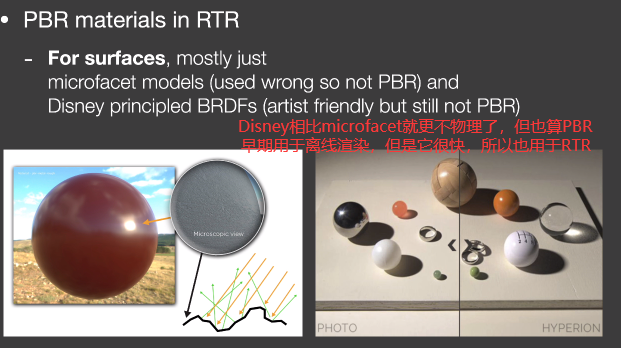 • PBR materials in RTR
– For surfaces, mostly just
microfacet models (used wrong so not PBR) and
Disney principled BRDFs (artist friendly but still not PBR)
Disney相比microfacet就更不物理了，但也算PBR
早期用于离线渲染，但是它很快，所以也用于RTR
Microscopic view
PHOTO
HYPERION